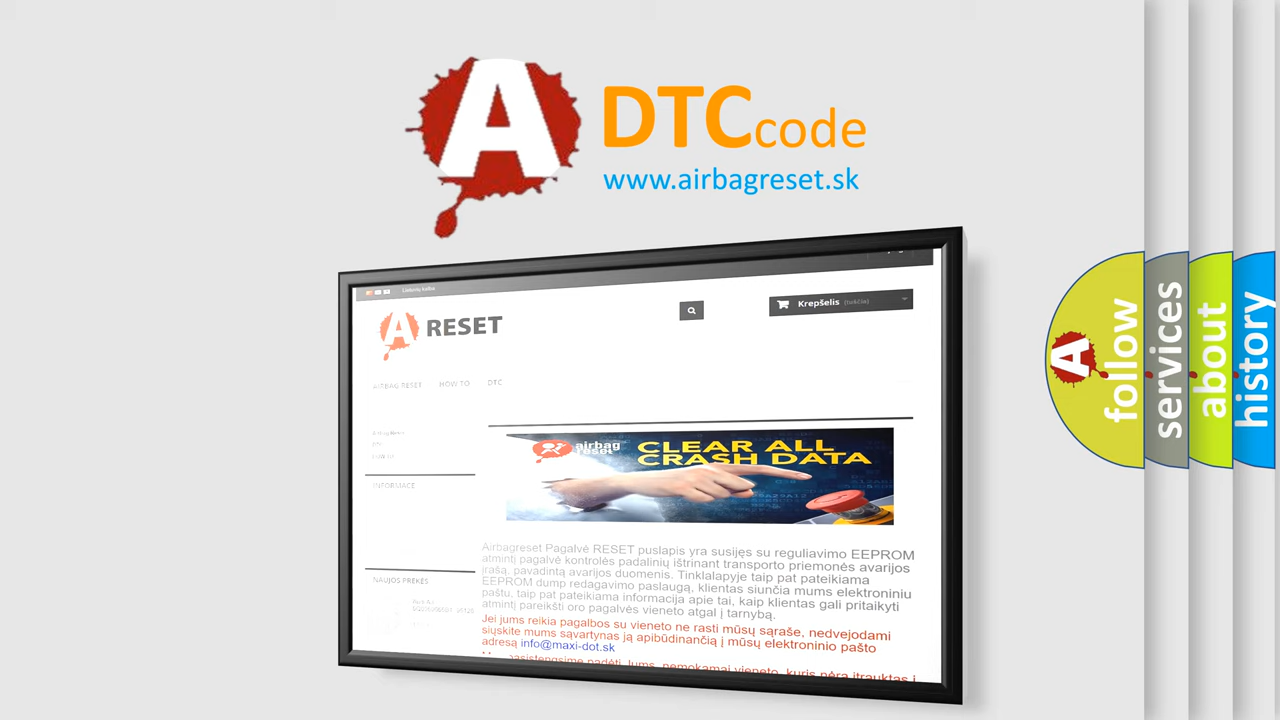 A DTCcode
www.airbagreset.sk
Lietuvių kalba
A RESET
Krepšelis (tuščia)
AIRBAG RESET HOW TO DTC
INFORMACE
airbag
reset
CLEAR ALL
CRASH DATA
Airbagreset Pagalvė RESET puslapis yra susijęs su reguliavimo EEPROM
atmintį pagalvė kontrolės padalinių ištrinant transporto priemonės avarijos
įrašą, pavadintą avarijos duomenis. Tinklalapyje taip pat pateikiama
EEPROM dump redagavimo paslaugą, klientas siunčia mums elektroniniu
paštu, taip pat pateikiama informacija apie tai, kaip klientas gali pritaikyti
atmintį pareikšti oro pagalvės vieneto atgal į tarnybą.
Jei jums reikia pagalbos su vieneto ne rasti mūsų sąraše, nedvejodami
siųskite mums sąvartynas ją apibūdinančią į mūsų elektroninio pašto
adresą info@maxi-dot.sk
NAUJOS PREKĖS
A follow
services
about
history